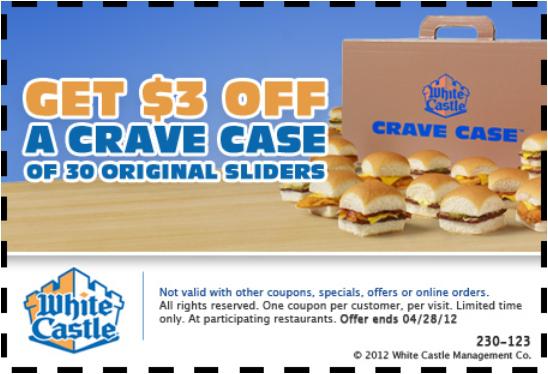 GET $3 OFF
A CRAVE CASE
OF 30 ORIGINAL SLIDERS
White
Castle
CRAVE CASE™
White
Castle
Not valid with other coupons, specials, offers or online orders.
All rights reserved. One coupon per customer, per visit. Limited time
only. At participating restaurants. Offer ends 04/28/12
230-123
© 2012 White Castle Management Co.